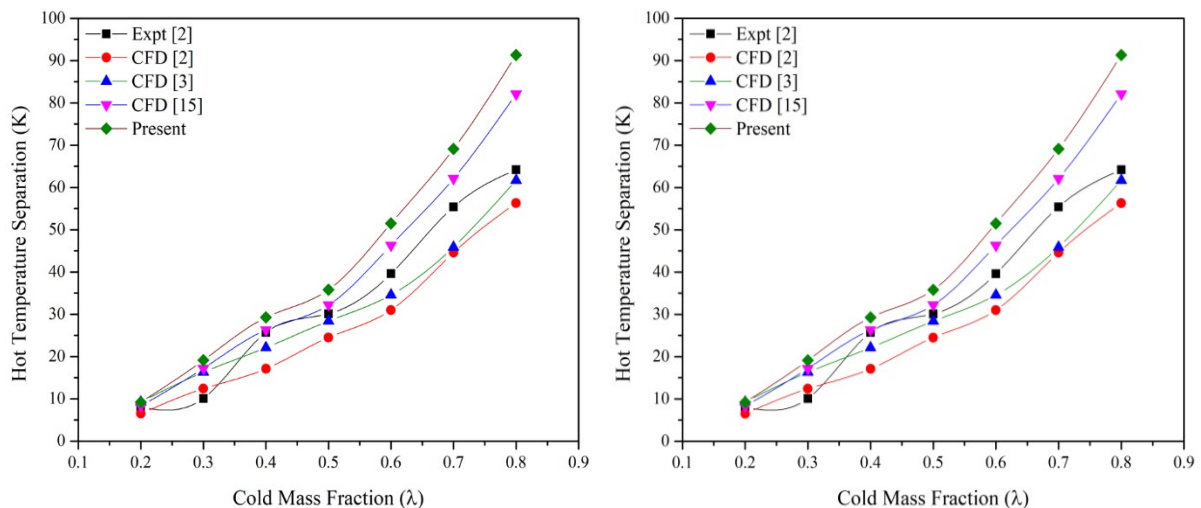 100
90
80
70
60
50
40
30
20
10
0
Hot Temperature Separation (K)
Expt [2]
CFD [2]
CFD [3]
CFD [15]
Present
0.1 0.2 0.3 0.4 0.5 0.6 0.7 0.8 0.9
Cold Mass Fraction (λ)
100
90
80
70
60
50
40
30
20
10
0
Hot Temperature Separation (K)
Expt [2]
CFD [2]
CFD [3]
CFD [15]
Present
0.1 0.2 0.3 0.4 0.5 0.6 0.7 0.8 0.9
Cold Mass Fraction (λ)